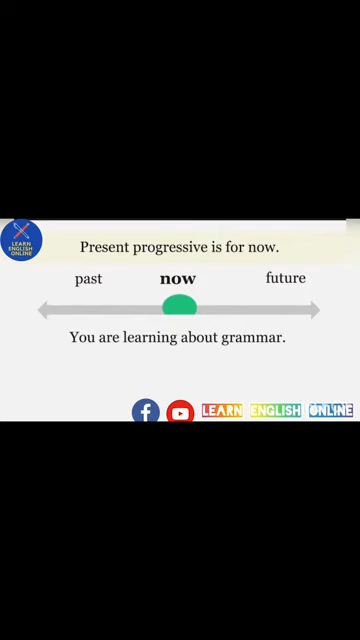 LEARN
ENGLISH
ONLINE
Present progressive is for now.
past now future
You are learning about grammar.
LEARN ENGLISH ONLINE